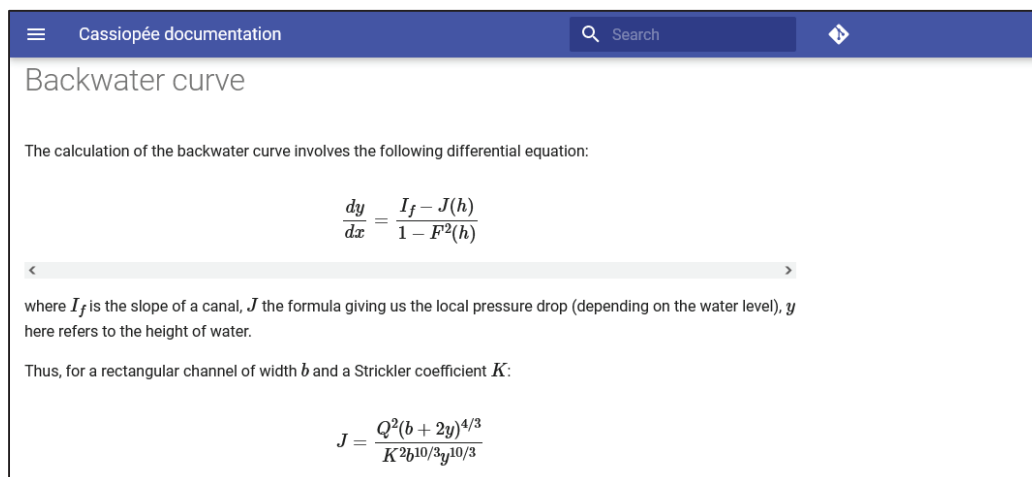 Cassiopée documentation
Search
Backwater curve
The calculation of the backwater curve involves the following differential equation:
dy/dx = (I_f − J(h))/(1 − F²(h))
where I_f is the slope of a canal, J the formula giving us the local pressure drop (depending on the water level), y
here refers to the height of water.
Thus, for a rectangular channel of width b and a Strickler coefficient K:
J = Q²(b + 2y)^{4/3}/(K²b^{10/3}y^{10/3})